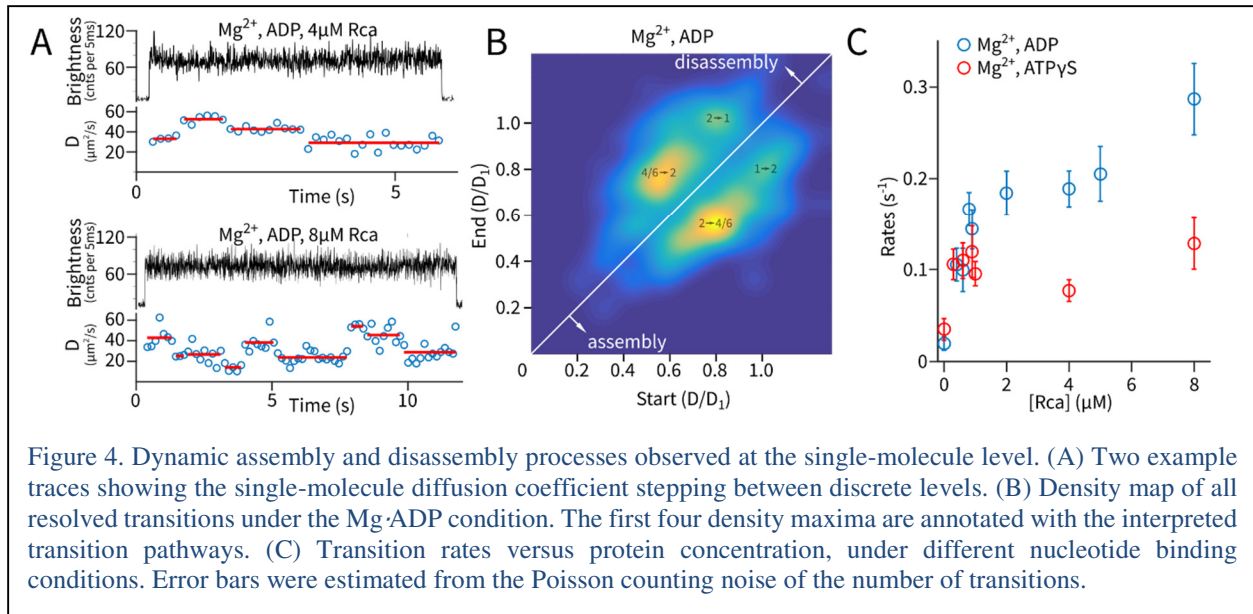 A
Mg²⁺, ADP, 4μM Rca
Brightness
(cnts per 5ms)
120
60
D
(μm²/s)
60
40
20
0
5
Time (s)
Mg²⁺, ADP, 8μM Rca
Brightness
(cnts per 5ms)
120
60
D
(μm²/s)
60
40
20
0
5
10
Time (s)
B
Mg²⁺, ADP
disassembly
2→1
4/6→2
1→2
2→4/6
assembly
End (D/D₁)
1.0
0.8
0.6
0.4
0.2
0
0.2
0.4
0.6
0.8
1.0
Start (D/D₁)
C
Mg²⁺, ADP
Mg²⁺, ATPγS
Rates (s⁻¹)
0.3
0.2
0.1
0
0
2
4
6
8
[Rca] (μM)
Figure 4. Dynamic assembly and disassembly processes observed at the single-molecule level. (A) Two example
traces showing the single-molecule diffusion coefficient stepping between discrete levels. (B) Density map of all
resolved transitions under the Mg·ADP condition. The first four density maxima are annotated with the interpreted
transition pathways. (C) Transition rates versus protein concentration, under different nucleotide binding
conditions. Error bars were estimated from the Poisson counting noise of the number of transitions.